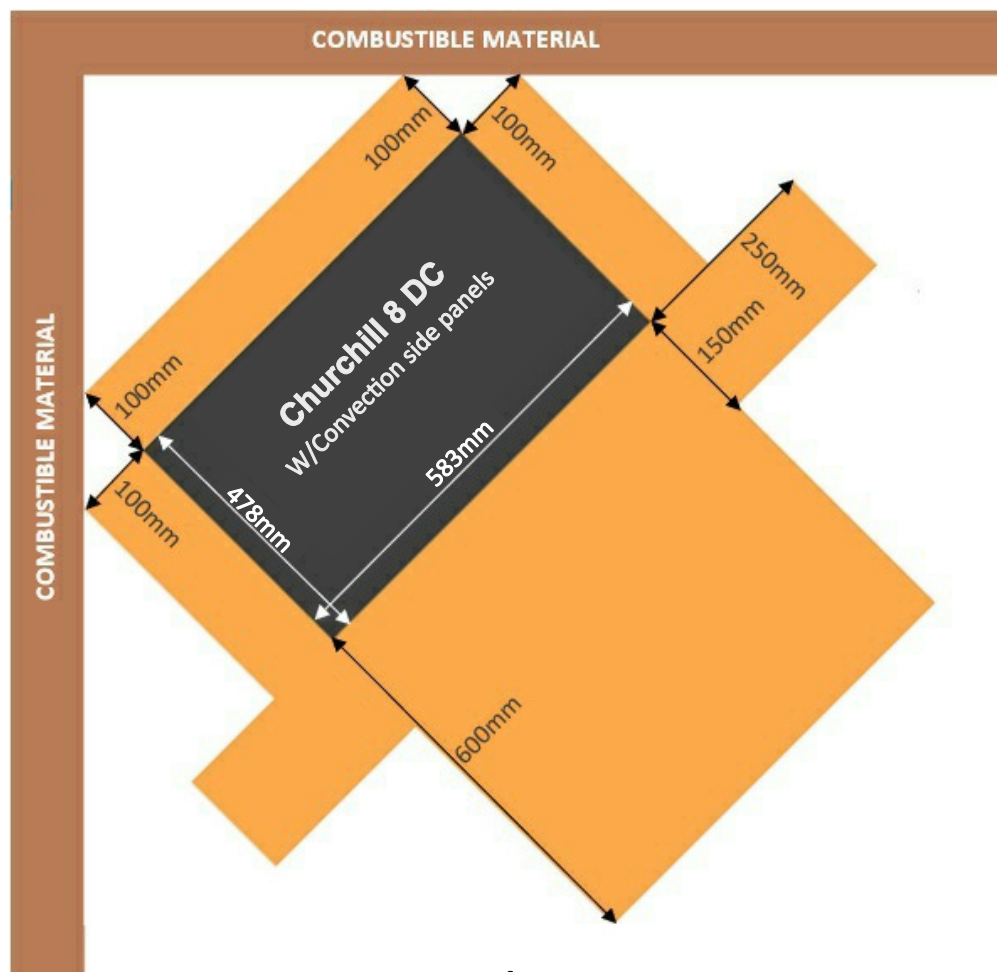 COMBUSTIBLE MATERIAL
100mm
100mm
250mm
150mm
Churchill 8 DC
W/Convection side panels
COMBUSTIBLE MATERIAL
100mm
583mm
100mm
478mm
600mm